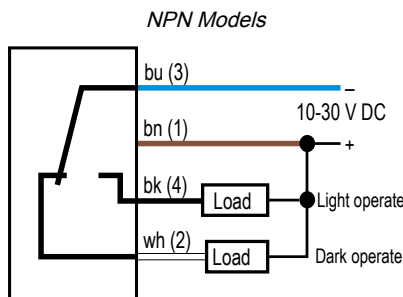 NPN Models
bu (3)
–
10-30 V DC
bn (1)
+
bk (4)
Load
Light operate
wh (2)
Load
Dark operate